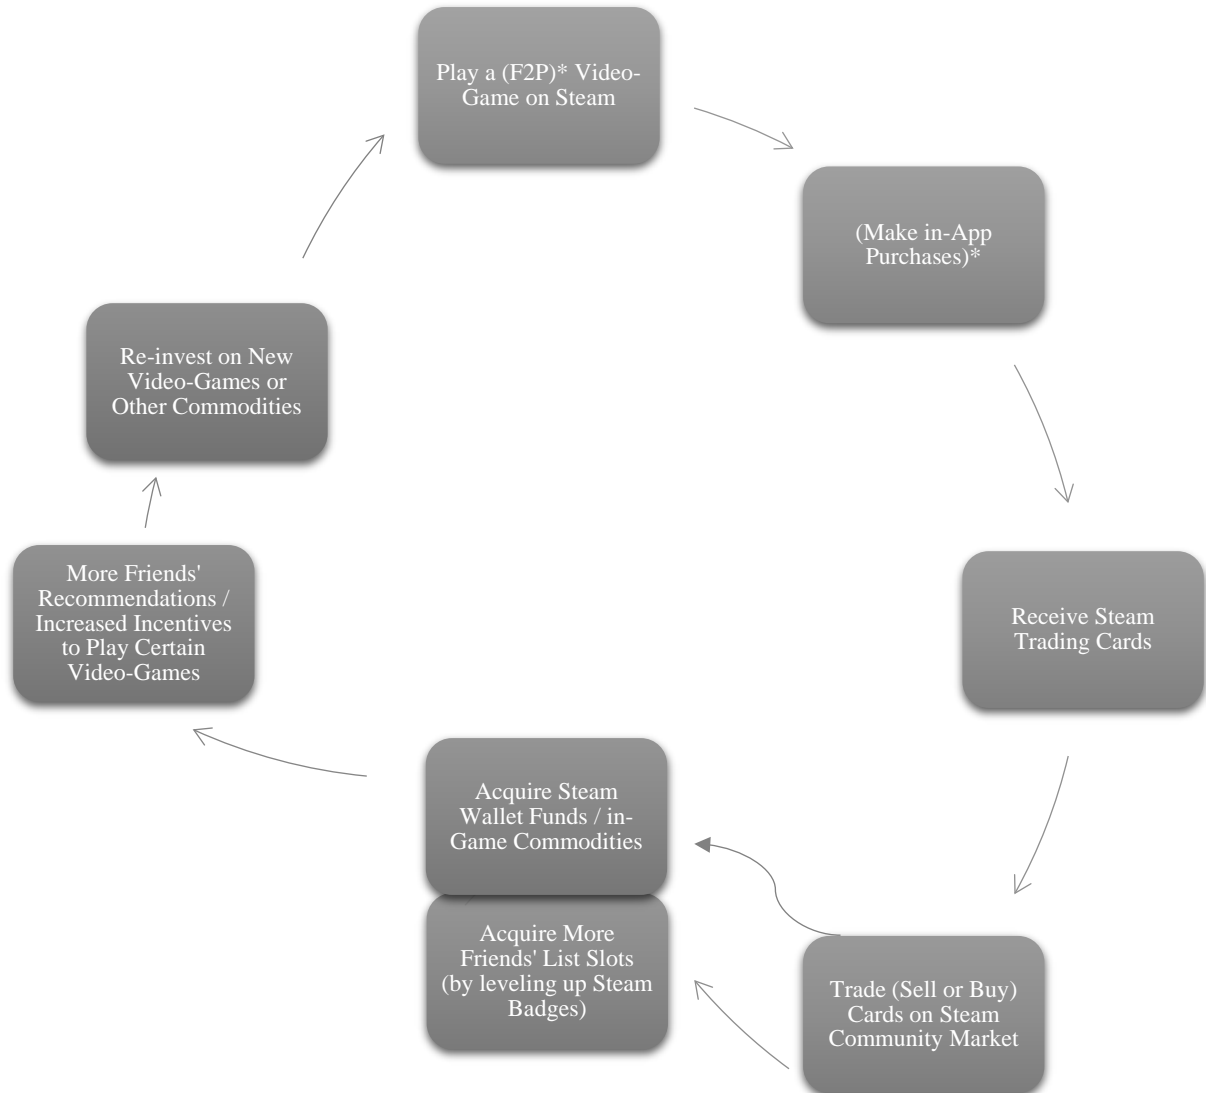 Play a (F2P)* Video-
Game on Steam
(Make in-App
Purchases)*
Receive Steam
Trading Cards
Trade (Sell or Buy)
Cards on Steam
Community Market
Acquire Steam
Wallet Funds / in-
Game Commodities
Acquire More
Friends' List Slots
(by leveling up Steam
Badges)
More Friends'
Recommendations /
Increased Incentives
to Play Certain
Video-Games
Re-invest on New
Video-Games or
Other Commodities